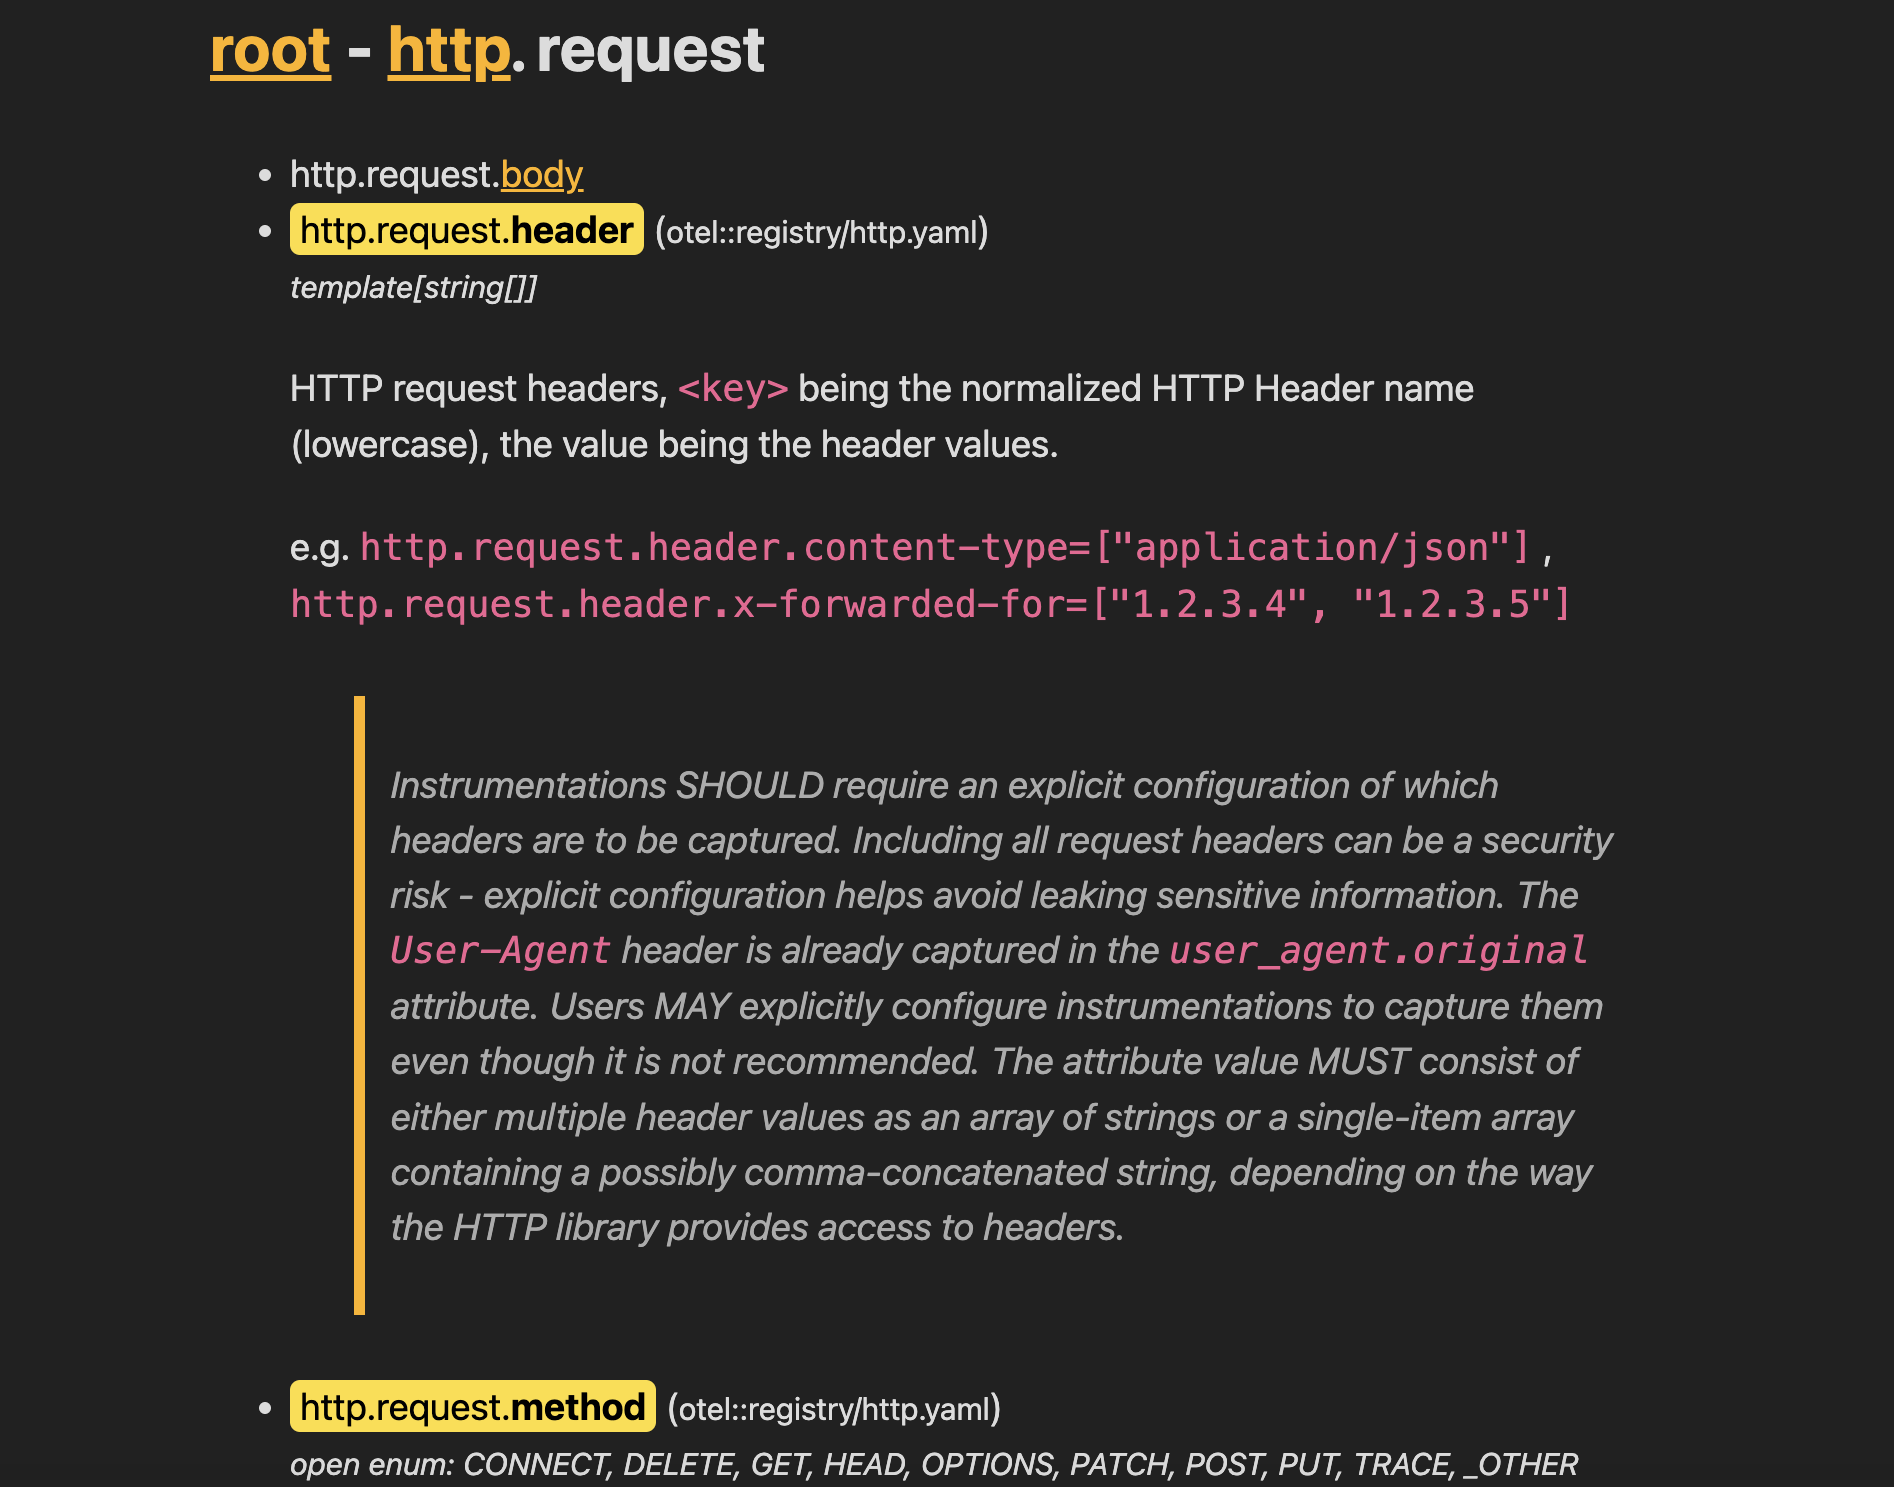 root - http. request
• http.request.body
• http.request.header (otel::registry/http.yaml)
template[string[]]
HTTP request headers, <key> being the normalized HTTP Header name
(lowercase), the value being the header values.
e.g. http.request.header.content-type=["application/json"] ,
http.request.header.x-forwarded-for=["1.2.3.4", "1.2.3.5"]
Instrumentations SHOULD require an explicit configuration of which
headers are to be captured. Including all request headers can be a security
risk - explicit configuration helps avoid leaking sensitive information. The
User-Agent header is already captured in the user_agent.original
attribute. Users MAY explicitly configure instrumentations to capture them
even though it is not recommended. The attribute value MUST consist of
either multiple header values as an array of strings or a single-item array
containing a possibly comma-concatenated string, depending on the way
the HTTP library provides access to headers.
• http.request.method (otel::registry/http.yaml)
open enum: CONNECT, DELETE, GET, HEAD, OPTIONS, PATCH, POST, PUT, TRACE, _OTHER